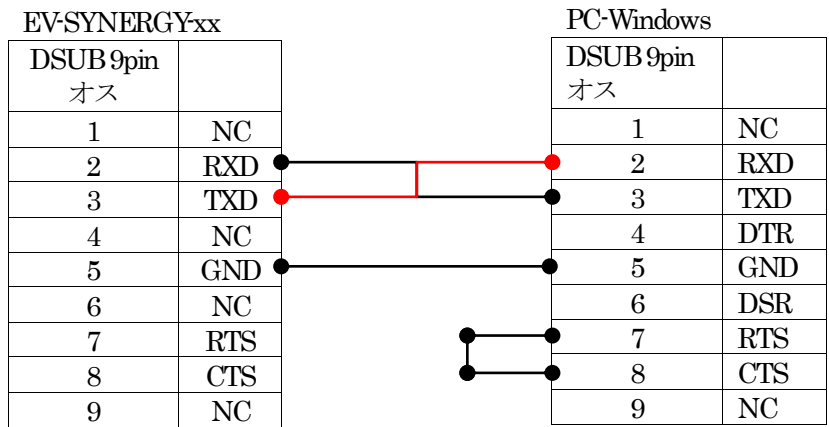 EV-SYNERGY-xx
DSUB 9pin
オス
1 NC
2 RXD
3 TXD
4 NC
5 GND
6 NC
7 RTS
8 CTS
9 NC
PC-Windows
DSUB 9pin
オス
1 NC
2 RXD
3 TXD
4 DTR
5 GND
6 DSR
7 RTS
8 CTS
9 NC